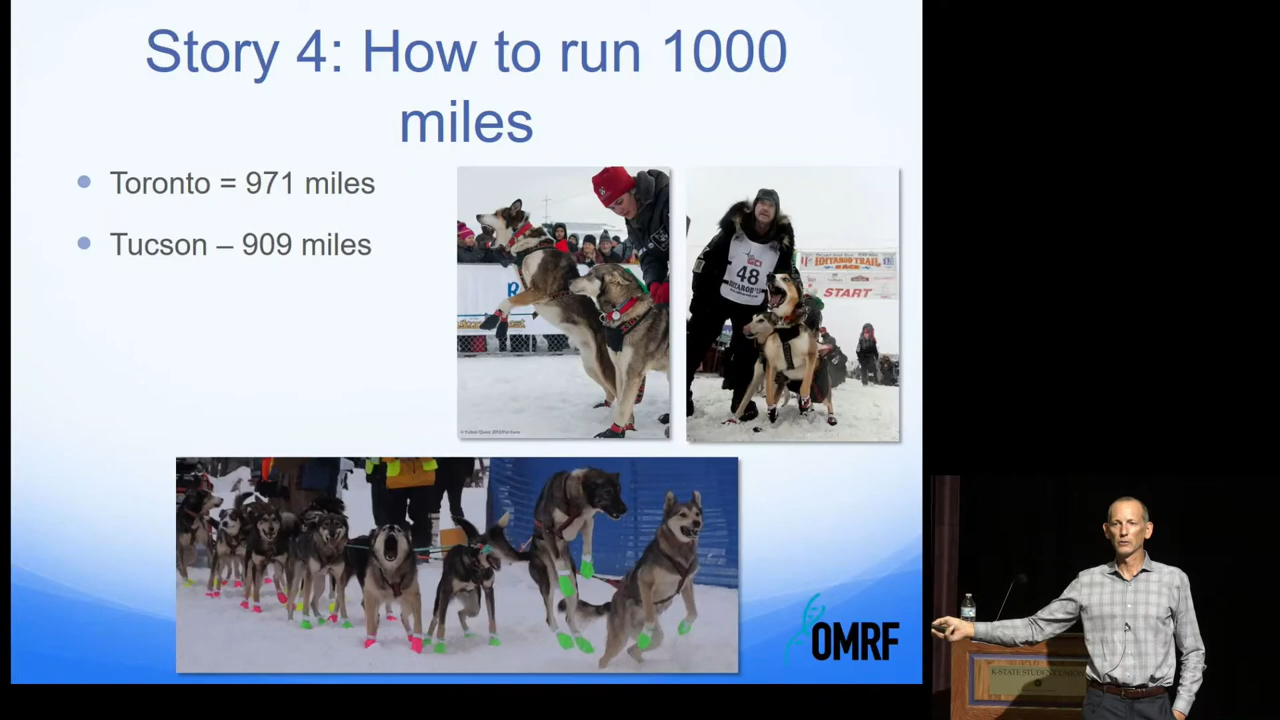 Story 4: How to run 1000
miles
Toronto = 971 miles
Tucson – 909 miles
48
IDITAROD TRAIL
RACE
START
OMRF
K-STATE STUDENT UNION